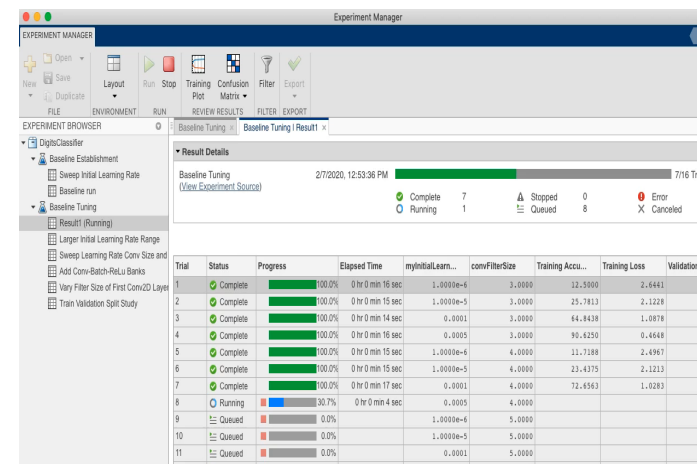 Experiment Manager
EXPERIMENT MANAGER
New
Open
Save
Duplicate
Layout
Run
Stop
Training Plot
Confusion Matrix
Filter
Export
FILE ENVIRONMENT RUN REVIEW RESULTS FILTER EXPORT
EXPERIMENT BROWSER
Baseline Tuning × Baseline Tuning | Result1 ×
DigitsClassifier
Baseline Establishment
Sweep Initial Learning Rate
Baseline run
Baseline Tuning
Result1 (Running)
Larger Initial Learning Rate Range
Sweep Learning Rate Conv Size and
Add Conv-Batch-ReLu Banks
Vary Filter Size of First Conv2D Layer
Train Validation Split Study
Result Details
Baseline Tuning 2/7/2020, 12:53:36 PM 7/16 Tr
(View Experiment Source)
Complete 7 Stopped 0 Error
Running 1 Queued 8 Canceled
Trial Status Progress Elapsed Time myInitialLearn... convFilterSize Training Accu... Training Loss Validation
1 Complete 100.0% 0 hr 0 min 16 sec 1.0000e-6 3.0000 12.5000 2.6441
2 Complete 100.0% 0 hr 0 min 15 sec 1.0000e-5 3.0000 25.7813 2.1228
3 Complete 100.0% 0 hr 0 min 14 sec 0.0001 3.0000 64.8438 1.0878
4 Complete 100.0% 0 hr 0 min 16 sec 0.0005 3.0000 90.6250 0.4648
5 Complete 100.0% 0 hr 0 min 15 sec 1.0000e-6 4.0000 11.7188 2.4967
6 Complete 100.0% 0 hr 0 min 15 sec 1.0000e-5 4.0000 23.4375 2.1213
7 Complete 100.0% 0 hr 0 min 17 sec 0.0001 4.0000 72.6563 1.0283
8 Running 30.7% 0 hr 0 min 4 sec 0.0005 4.0000
9 Queued 0.0% 1.0000e-6 5.0000
10 Queued 0.0% 1.0000e-5 5.0000
11 Queued 0.0% 0.0001 5.0000